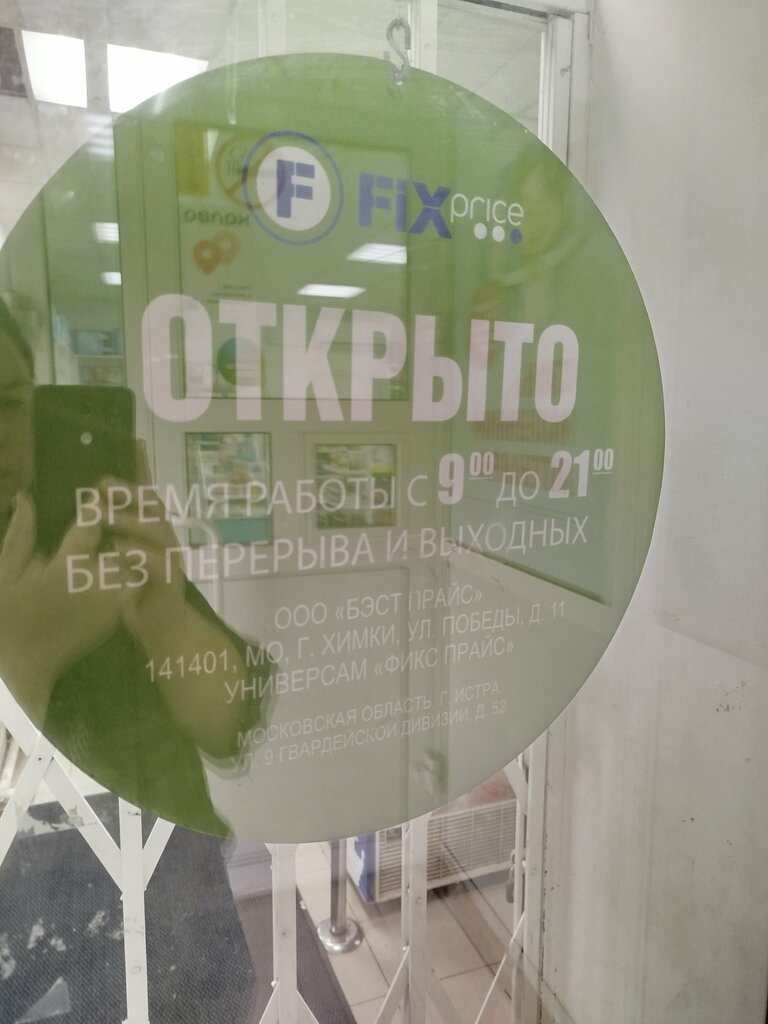 F FiX price
ОТКРЫТО
ВРЕМЯ РАБОТЫ С 9⁰⁰ ДО 21⁰⁰
БЕЗ ПЕРЕРЫВА И ВЫХОДНЫХ
ООО «БЭСТ ПРАЙС»
141401, МО, Г. ХИМКИ, УЛ. ПОБЕДЫ, Д. 11
УНИВЕРСАМ «ФИКС ПРАЙС»
МОСКОВСКАЯ ОБЛАСТЬ. Г. ИСТРА.
УЛ. 9 ГВАРДЕЙСКОЙ ДИВИЗИИ, Д. 52